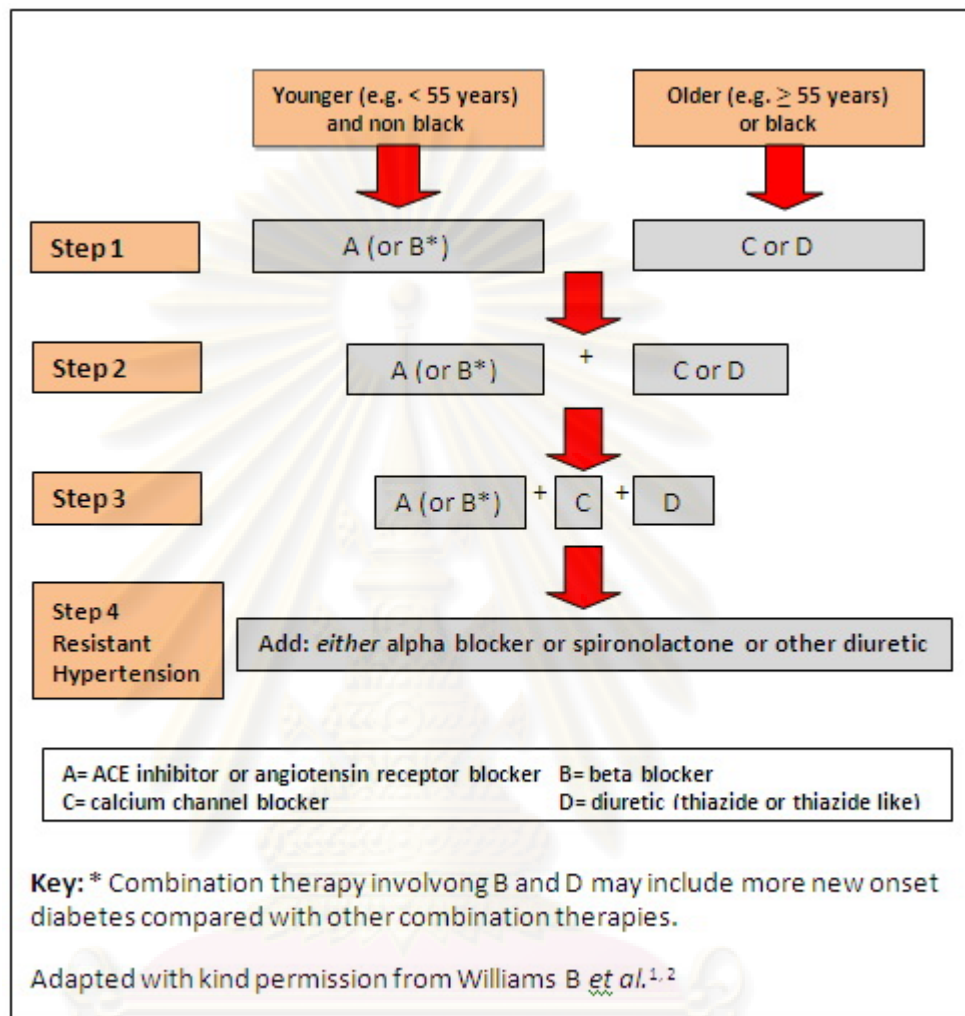 Younger (e.g. < 55 years)
and non black
Older (e.g. ≥ 55 years)
or black
Step 1
A (or B*)
C or D
Step 2
A (or B*)
+
C or D
Step 3
A (or B*)
+
C
+
D
Step 4
Resistant
Hypertension
Add: either alpha blocker or spironolactone or other diuretic
A= ACE inhibitor or angiotensin receptor blocker B= beta blocker
C= calcium channel blocker D= diuretic (thiazide or thiazide like)
Key: * Combination therapy involvong B and D may include more new onset
diabetes compared with other combination therapies.
Adapted with kind permission from Williams B et al.1, 2